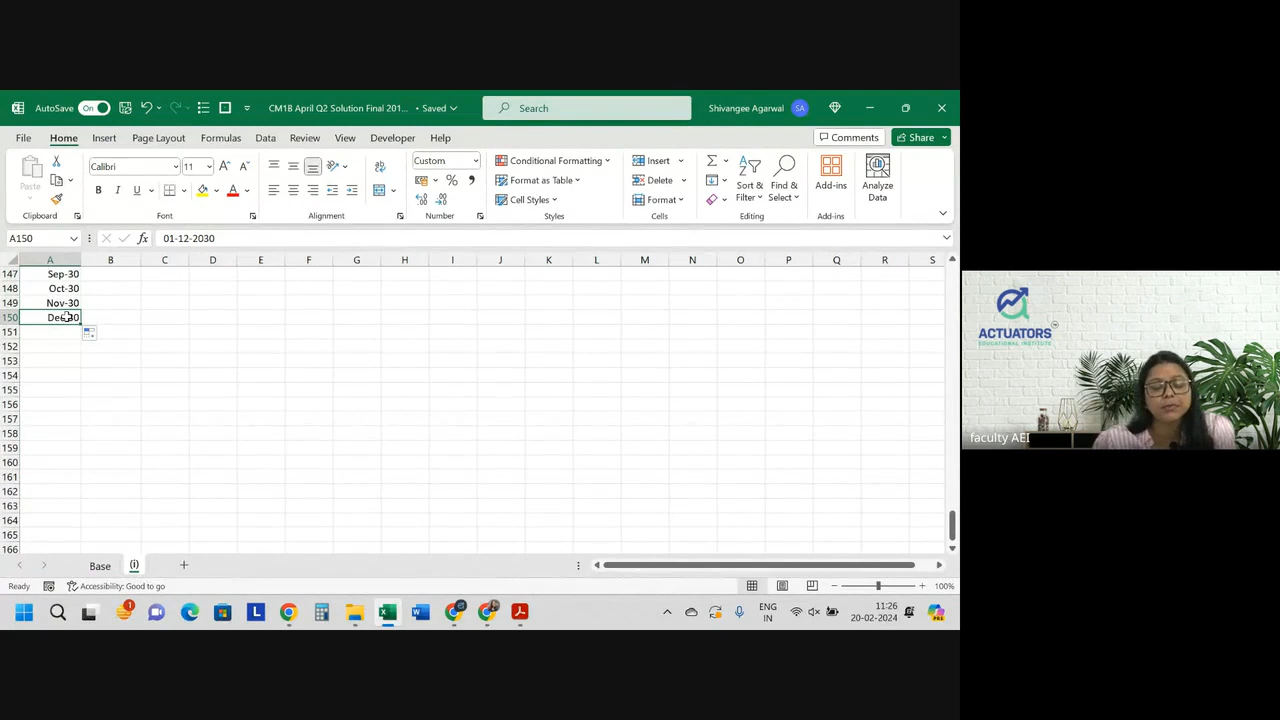 AutoSave On CM1B April Q2 Solution Final 201... • Saved Search Shivangee Agarwal SA
File Home Insert Page Layout Formulas Data Review View Developer Help Comments Share
Paste
Clipboard
Calibri 11
B I U A
Font
Alignment
Custom
% ,
Number
Conditional Formatting
Format as Table
Cell Styles
Styles
Insert
Delete
Format
Cells
Sort & Filter
Find & Select
Editing
Add-ins
Add-ins
Analyze Data
A150 fx 01-12-2030
A B C D E F G H I J K L M N O P Q R S
147 Sep-30
148 Oct-30
149 Nov-30
150
151
152
153
154
155
156
157
158
159
160
161
162
163
164
165
166
Base (i)
Ready Accessibility: Good to go 100%
ENG
IN
11:26
20-02-2024
ACTUATORS
EDUCATIONAL INSTITUTE
faculty AEI